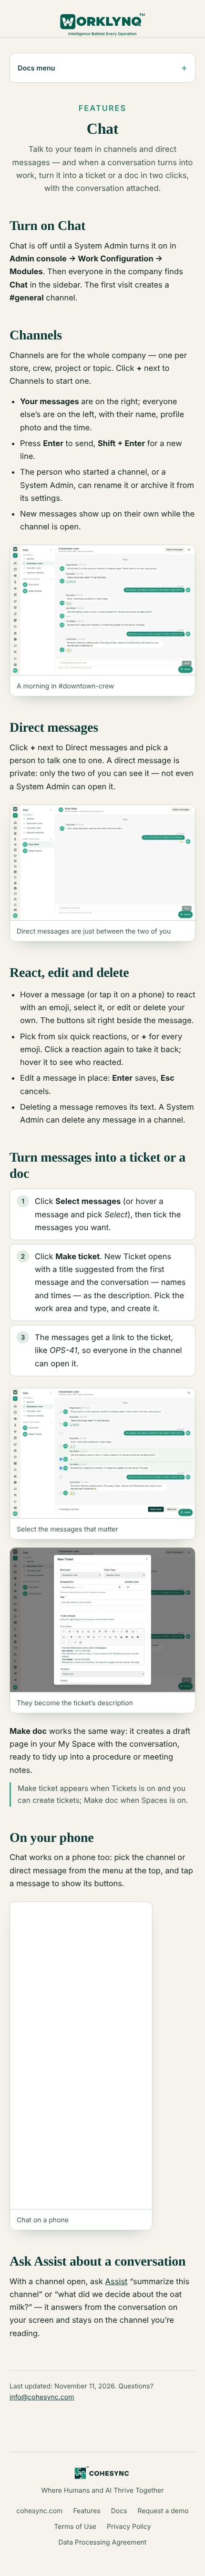 WORKLYNQ™
Intelligence Behind Every Operation
Docs menu
+
FEATURES
Chat
Talk to your team in channels and direct
messages — and when a conversation turns into
work, turn it into a ticket or a doc in two clicks,
with the conversation attached.
Turn on Chat
Chat is off until a System Admin turns it on in
Admin console → Work Configuration →
Modules. Then everyone in the company finds
Chat in the sidebar. The first visit creates a
#general channel.
Channels
Channels are for the whole company — one per
store, crew, project or topic. Click + next to
Channels to start one.
• Your messages are on the right; everyone
else’s are on the left, with their name, profile
photo and the time.
• Press Enter to send, Shift + Enter for a new
line.
• The person who started a channel, or a
System Admin, can rename it or archive it from
its settings.
• New messages show up on their own while the
channel is open.
A morning in #downtown-crew
Direct messages
Click + next to Direct messages and pick a
person to talk one to one. A direct message is
private: only the two of you can see it — not even
a System Admin can open it.
Direct messages are just between the two of you
React, edit and delete
• Hover a message (or tap it on a phone) to react
with an emoji, select it, or edit or delete your
own. The buttons sit right beside the message.
• Pick from six quick reactions, or + for every
emoji. Click a reaction again to take it back;
hover it to see who reacted.
• Edit a message in place: Enter saves, Esc
cancels.
• Deleting a message removes its text. A System
Admin can delete any message in a channel.
Turn messages into a ticket or a
doc
1 Click Select messages (or hover a
message and pick Select), then tick the
messages you want.
2 Click Make ticket. New Ticket opens
with a title suggested from the first
message and the conversation — names
and times — as the description. Pick the
work area and type, and create it.
3 The messages get a link to the ticket,
like OPS-41, so everyone in the channel
can open it.
Select the messages that matter
New Ticket
They become the ticket’s description
Make doc works the same way: it creates a draft
page in your My Space with the conversation,
ready to tidy up into a procedure or meeting
notes.
Make ticket appears when Tickets is on and you
can create tickets; Make doc when Spaces is on.
On your phone
Chat works on a phone too: pick the channel or
direct message from the menu at the top, and tap
a message to show its buttons.
Chat on a phone
Ask Assist about a conversation
With a channel open, ask Assist “summarize this
channel” or “what did we decide about the oat
milk?” — it answers from the conversation on
your screen and stays on the channel you’re
reading.
Last updated: November 11, 2026. Questions?
info@cohesync.com
COHESYNC
Where Humans and AI Thrive Together
cohesync.com Features Docs Request a demo
Terms of Use Privacy Policy
Data Processing Agreement